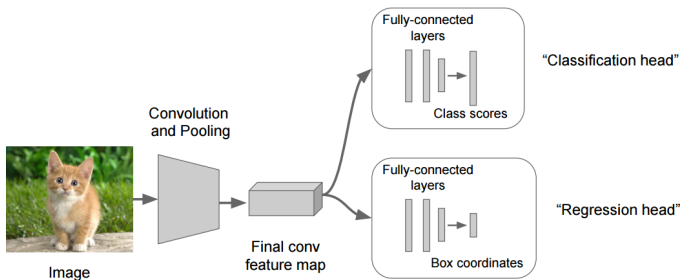 Fully-connected
layers
Class scores
“Classification head”
Convolution
and Pooling
Image
Final conv
feature map
Fully-connected
layers
Box coordinates
“Regression head”